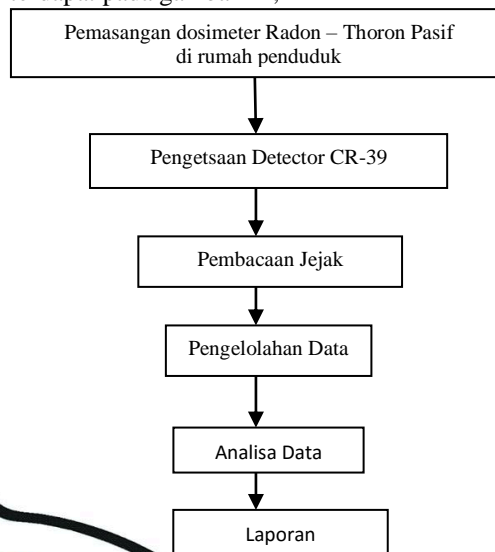 Pemasangan dosimeter Radon – Thoron Pasif
di rumah penduduk
Pengetsaan Detector CR-39
Pembacaan Jejak
Pengelolahan Data
Analisa Data
Laporan